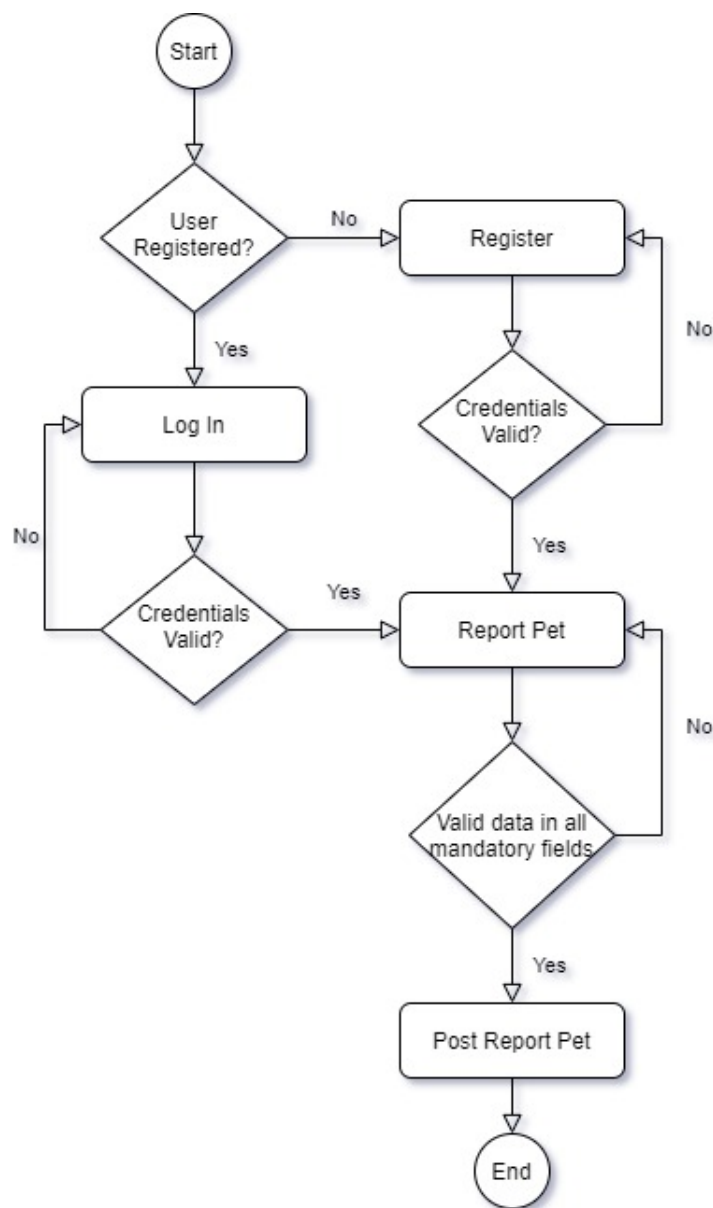 Start
User
Registered?
No
Register
Yes
No
Log In
Credentials
Valid?
No
Yes
Credentials
Valid?
Yes
Report Pet
No
Valid data in all
mandatory fields
Yes
Post Report Pet
End